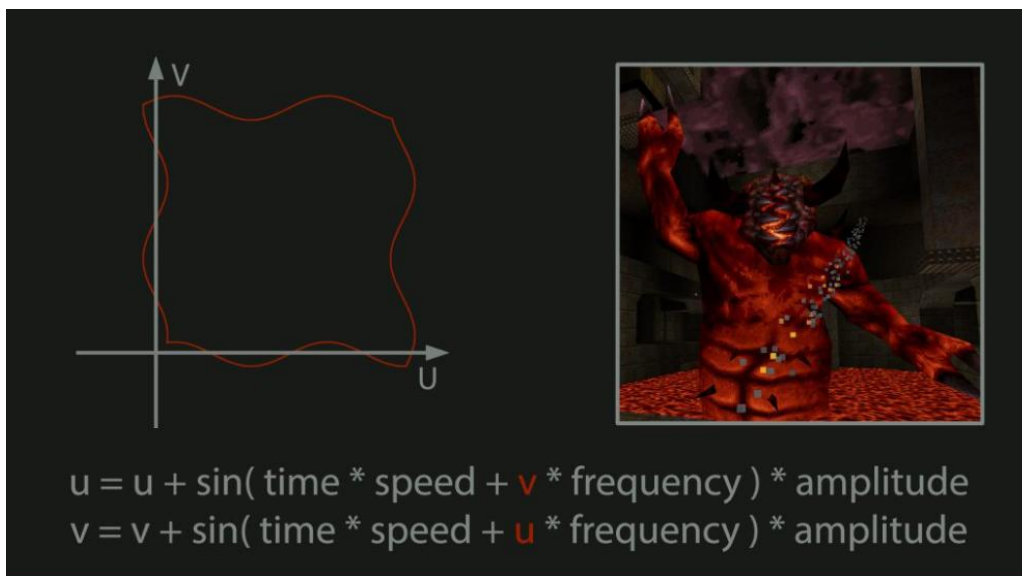 V
U
u = u + sin( time * speed + v * frequency ) * amplitude
v = v + sin( time * speed + u * frequency ) * amplitude